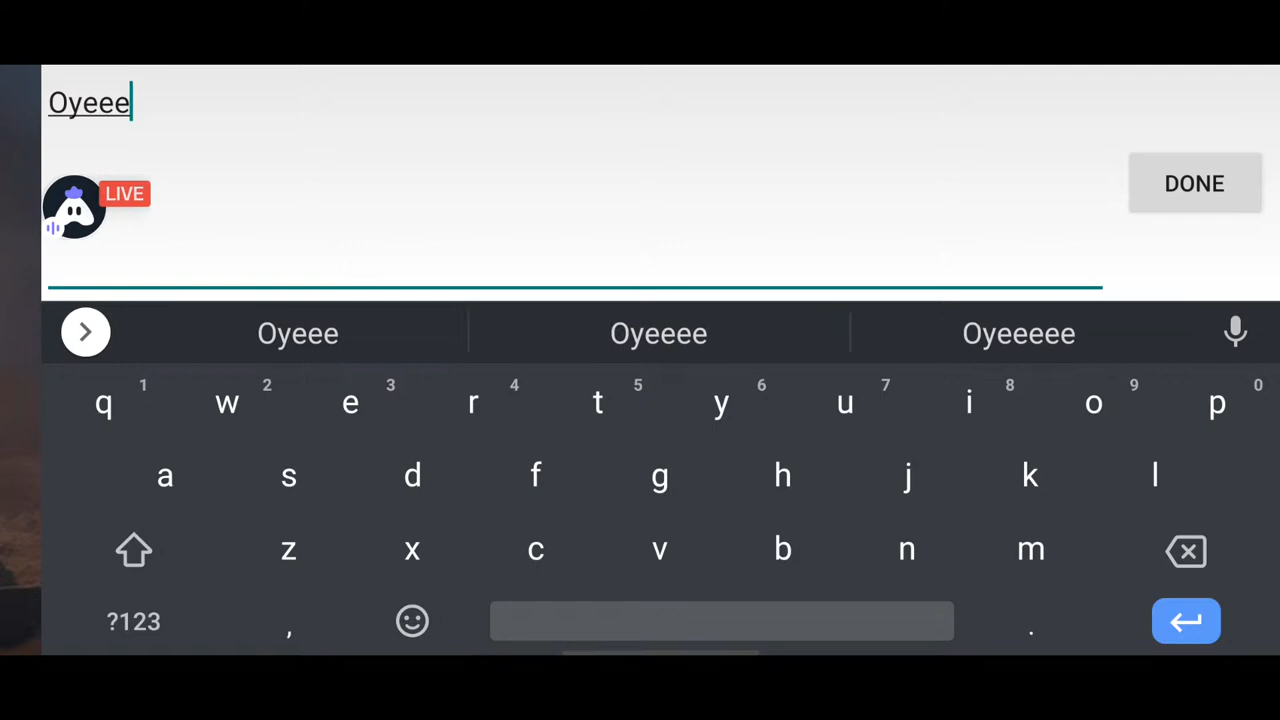 Oyeee
LIVE
DONE
Oyeee
Oyeeee
Oyeeeee
1 2 3 4 5 6 7 8 9 0
q w e r t y u i o p
a s d f g h j k l
z x c v b n m
?123 , .